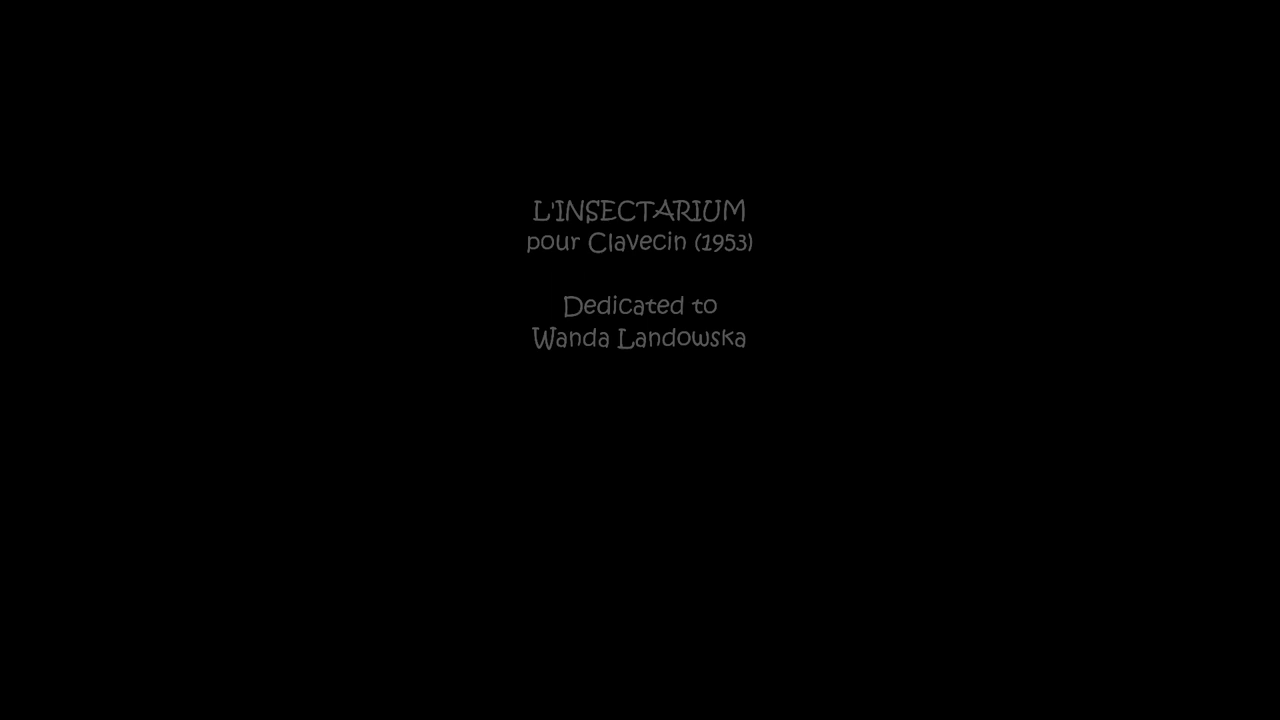 L'INSECTARIUM
pour Clavecin (1953)
Dedicated to
Wanda Landowska